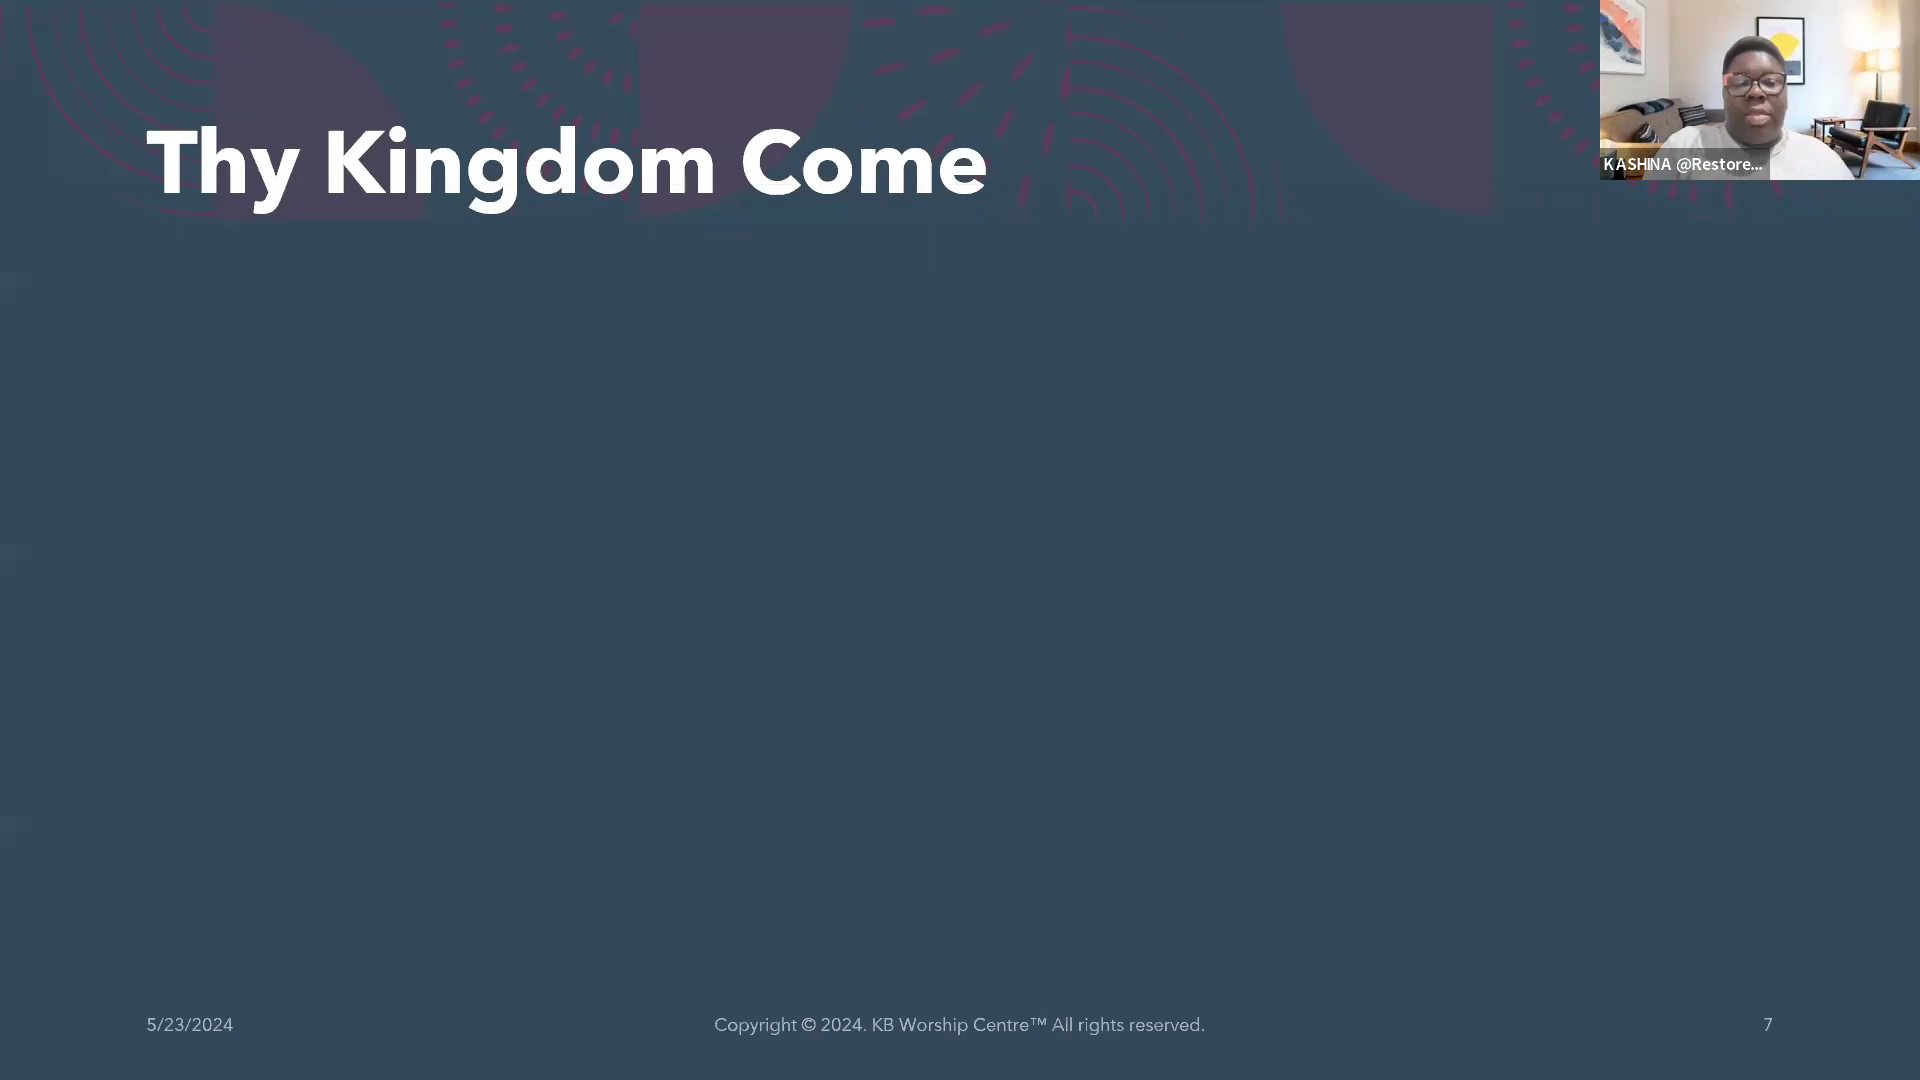 Thy Kingdom Come
KASHINA @Restore...
5/23/2024
Copyright © 2024. KB Worship Centre™ All rights reserved.
7